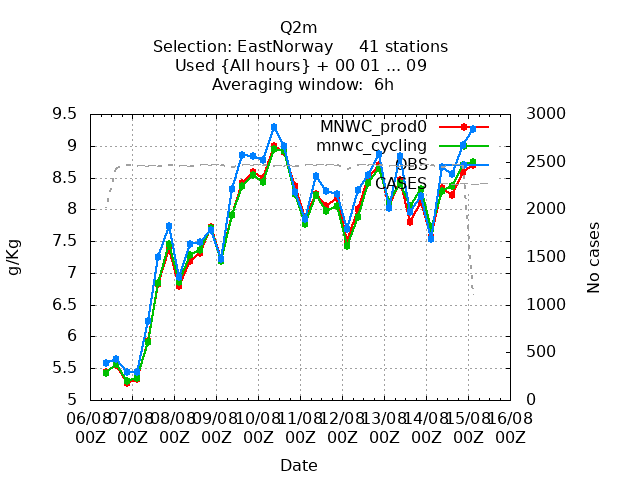 Q2m
Selection: EastNorway 41 stations
Used {All hours} + 00 01 ... 09
Averaging window: 6h
9.5 3000
MNWC_prod0
9 mnwc_cycling
2500
8.5 OBS
CASES
8 2000
7.5 1500
7
6.5 1000
6
500
5.5
5 0
g/Kg
No cases
06/08 07/08 08/08 09/08 10/08 11/08 12/08 13/08 14/08 15/08 16/08
00Z 00Z 00Z 00Z 00Z 00Z 00Z 00Z 00Z 00Z 00Z
Date